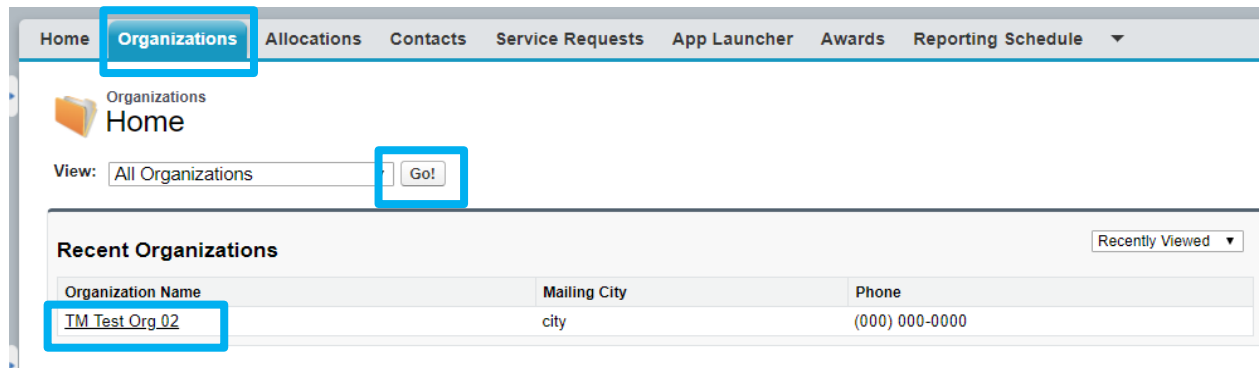 Home Organizations Allocations Contacts Service Requests App Launcher Awards Reporting Schedule
Organizations
Home
View: All Organizations Go!
Recent Organizations Recently Viewed
Organization Name Mailing City Phone
TM Test Org 02 city (000) 000-0000